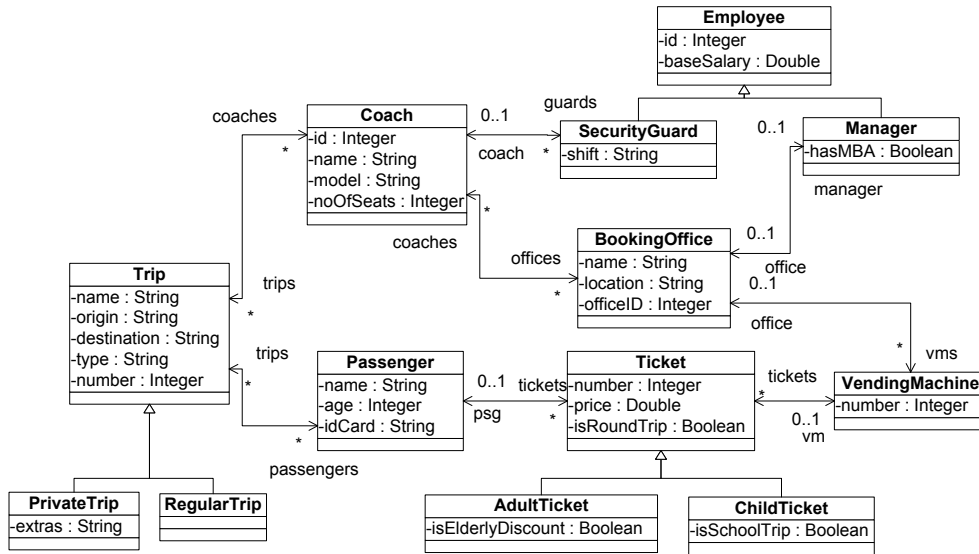 Employee
-id : Integer
-baseSalary : Double
coaches
*
Coach
-id : Integer
-name : String
-model : String
-noOfSeats : Integer
0..1
coach
guards
*
SecurityGuard
-shift : String
0..1
Manager
-hasMBA : Boolean
manager
*
coaches
offices
*
BookingOffice
-name : String
-location : String
-officeID : Integer
0..1
office
0..1
office
Trip
-name : String
-origin : String
-destination : String
-type : String
-number : Integer
trips
*
trips
*
Passenger
-name : String
-age : Integer
-idCard : String
*
passengers
0..1
psg
tickets
*
Ticket
-number : Integer
-price : Double
-isRoundTrip : Boolean
*
tickets
*
vms
VendingMachine
-number : Integer
0..1
vm
PrivateTrip
-extras : String
RegularTrip
AdultTicket
-isElderlyDiscount : Boolean
ChildTicket
-isSchoolTrip : Boolean